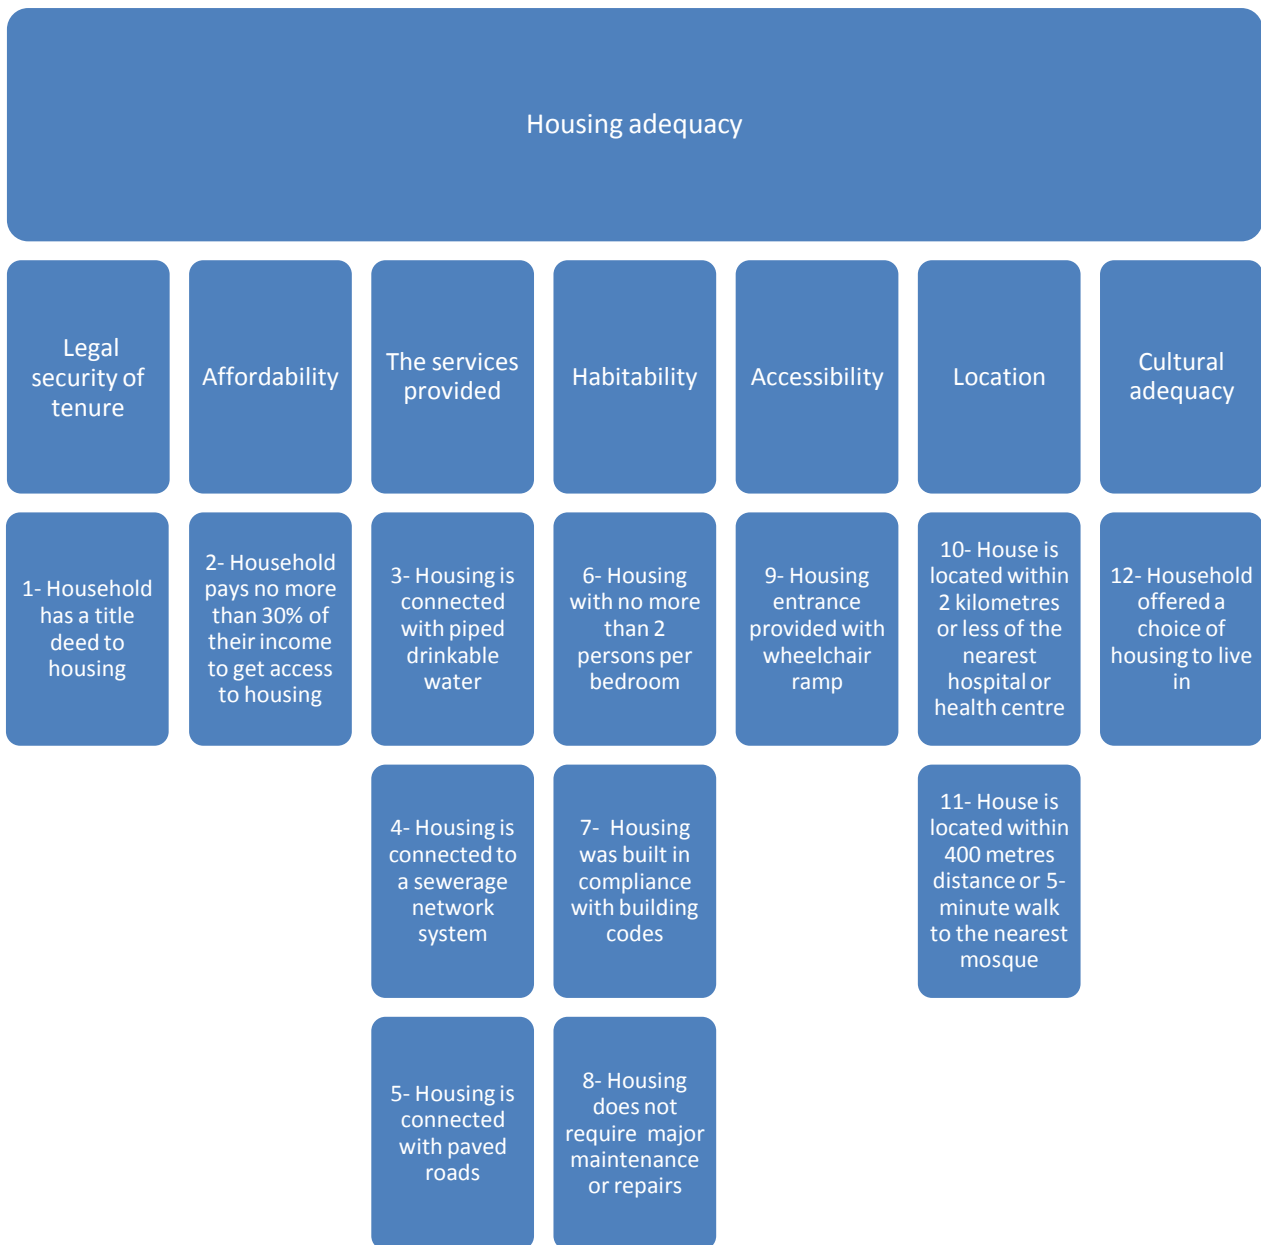 Housing adequacy
Legal
security of
tenure
Affordability
The services
provided
Habitability
Accessibility
Location
Cultural
adequacy
1- Household
has a title
deed to
housing
2- Household
pays no more
than 30% of
their income
to get access
to housing
3- Housing is
connected
with piped
drinkable
water
6- Housing
with no more
than 2
persons per
bedroom
9- Housing
entrance
provided with
wheelchair
ramp
10- House is
located within
2 kilometres
or less of the
nearest
hospital or
health centre
12- Household
offered a
choice of
housing to live
in
4- Housing is
connected to
a sewerage
network
system
7- Housing
was built in
compliance
with building
codes
11- House is
located within
400 metres
distance or 5-
minute walk
to the nearest
mosque
5- Housing is
connected
with paved
roads
8- Housing
does not
require major
maintenance
or repairs